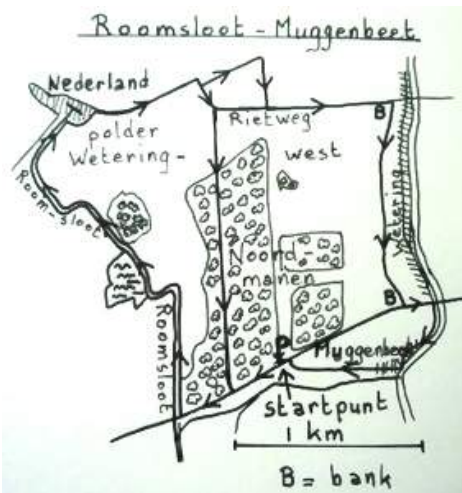 Roomsloot - Muggenbeet
Nederland
polder
Wetering-
west
Rietweg
B
Room-sloot
Wetering
Noord-
manen
B
Roomsloot
P
Muggenbeet
startpunt
1 km
B = bank